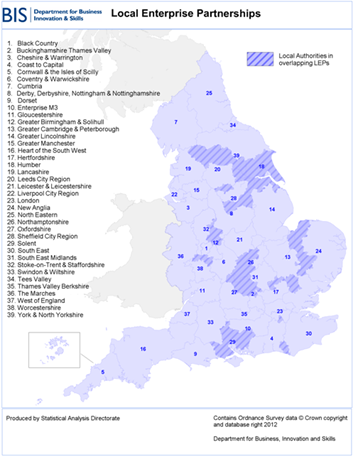 BIS Department for Business
Innovation & Skills
Local Enterprise Partnerships
Local Authorities in
overlapping LEPs
1. Black Country
2. Buckinghamshire Thames Valley
3. Cheshire & Warrington
4. Coast to Capital
5. Cornwall & the Isles of Scilly
6. Coventry & Warwickshire
7. Cumbria
8. Derby, Derbyshire, Nottingham & Nottinghamshire
9. Dorset
10. Enterprise M3
11. Gloucestershire
12. Greater Birmingham & Solihull
13. Greater Cambridge & Peterborough
14. Greater Lincolnshire
15. Greater Manchester
16. Heart of the South West
17. Hertfordshire
18. Humber
19. Lancashire
20. Leeds City Region
21. Leicester & Leicestershire
22. Liverpool City Region
23. London
24. New Anglia
25. North Eastern
26. Northamptonshire
27. Oxfordshire
28. Sheffield City Region
29. Solent
30. South East
31. South East Midlands
32. Stoke-on-Trent & Staffordshire
33. Swindon & Wiltshire
34. Tees Valley
35. Thames Valley Berkshire
36. The Marches
37. West of England
38. Worcestershire
39. York & North Yorkshire
25
7
34
39
19
20
18
22
15
28
3
8
14
32
1
12
21
36
6
26
13
24
38
31
11
27
2
17
37
33
35
23
10
30
16
29
4
9
5
Produced by Statistical Analysis Directorate
Contains Ordnance Survey data © Crown copyright
and database right 2012
Department for Business, Innovation and Skills